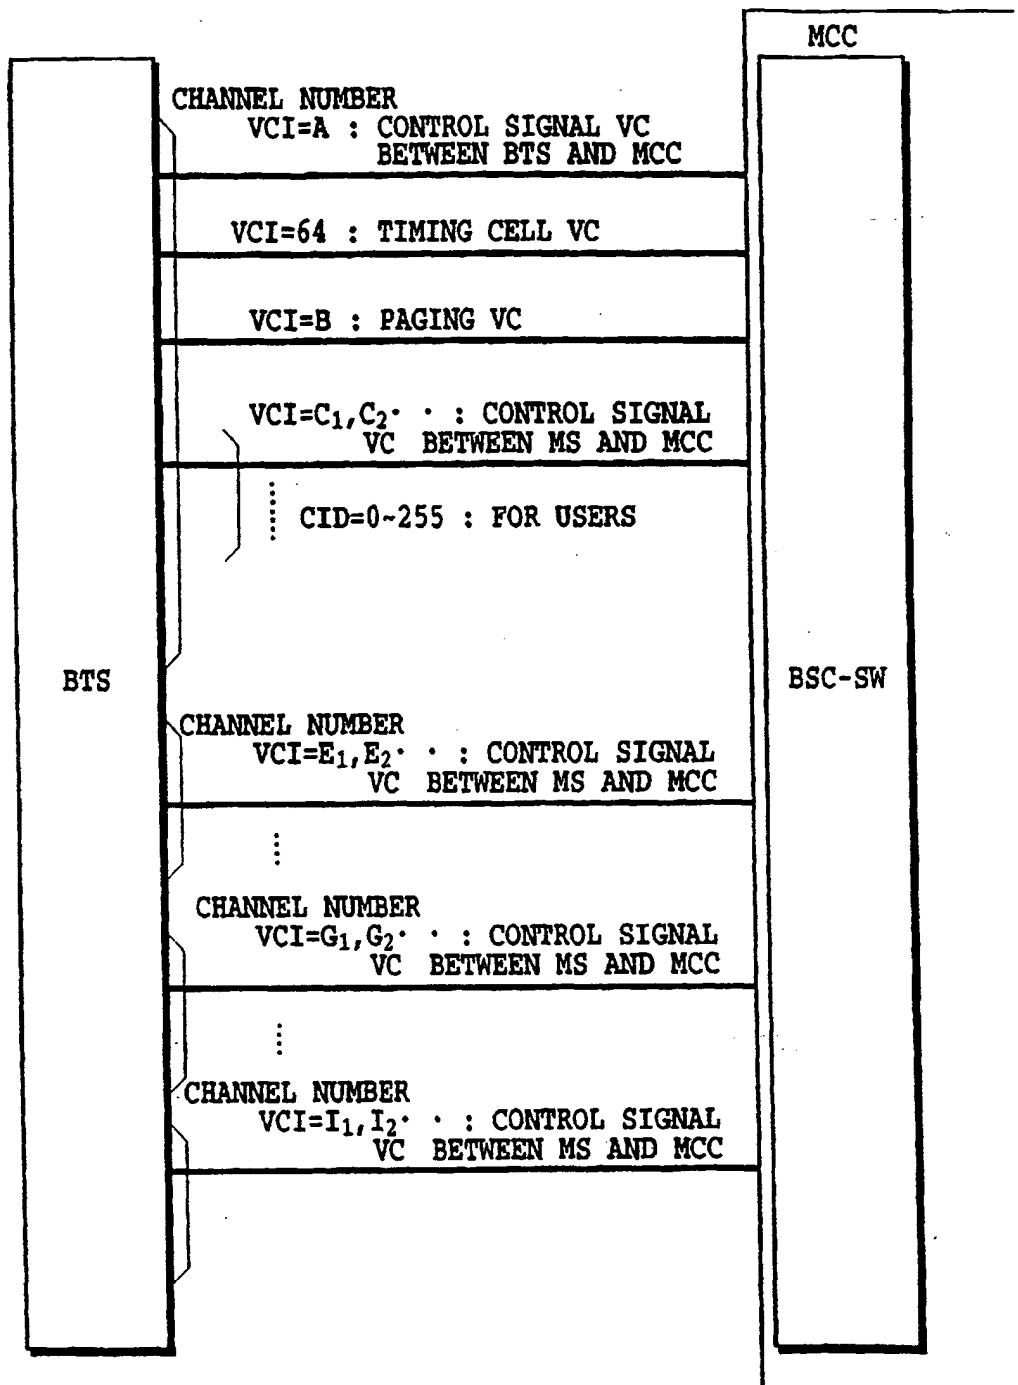 MCC
CHANNEL NUMBER
VCI=A : CONTROL SIGNAL VC
BETWEEN BTS AND MCC
VCI=64 : TIMING CELL VC
VCI=B : PAGING VC
VCI=C₁,C₂· · : CONTROL SIGNAL
VC BETWEEN MS AND MCC
CID=0~255 : FOR USERS
BTS
BSC-SW
CHANNEL NUMBER
VCI=E₁,E₂· · : CONTROL SIGNAL
VC BETWEEN MS AND MCC
CHANNEL NUMBER
VCI=G₁,G₂· · : CONTROL SIGNAL
VC BETWEEN MS AND MCC
CHANNEL NUMBER
VCI=I₁,I₂· · : CONTROL SIGNAL
VC BETWEEN MS AND MCC